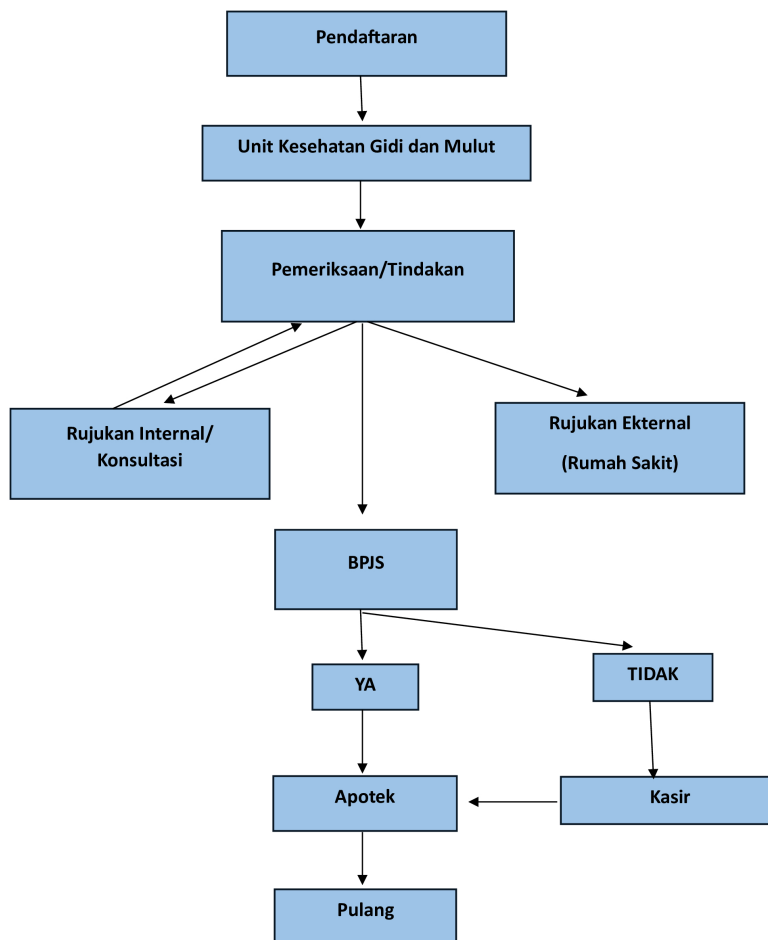 Pendaftaran
Unit Kesehatan Gidi dan Mulut
Pemeriksaan/Tindakan
Rujukan Internal/
Konsultasi
Rujukan Ekternal
(Rumah Sakit)
BPJS
YA
TIDAK
Apotek
Kasir
Pulang